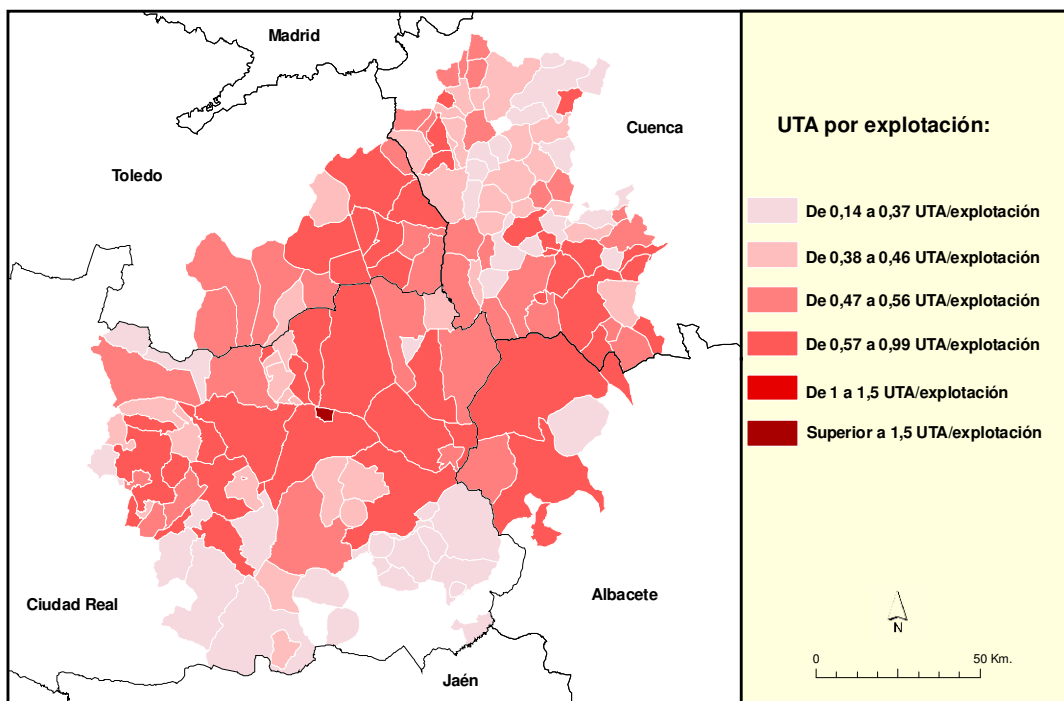 Madrid
Cuenca
Toledo
Ciudad Real
Albacete
Jaén
UTA por explotación:
De 0,14 a 0,37 UTA/explotación
De 0,38 a 0,46 UTA/explotación
De 0,47 a 0,56 UTA/explotación
De 0,57 a 0,99 UTA/explotación
De 1 a 1,5 UTA/explotación
Superior a 1,5 UTA/explotación
N
0 50 Km.